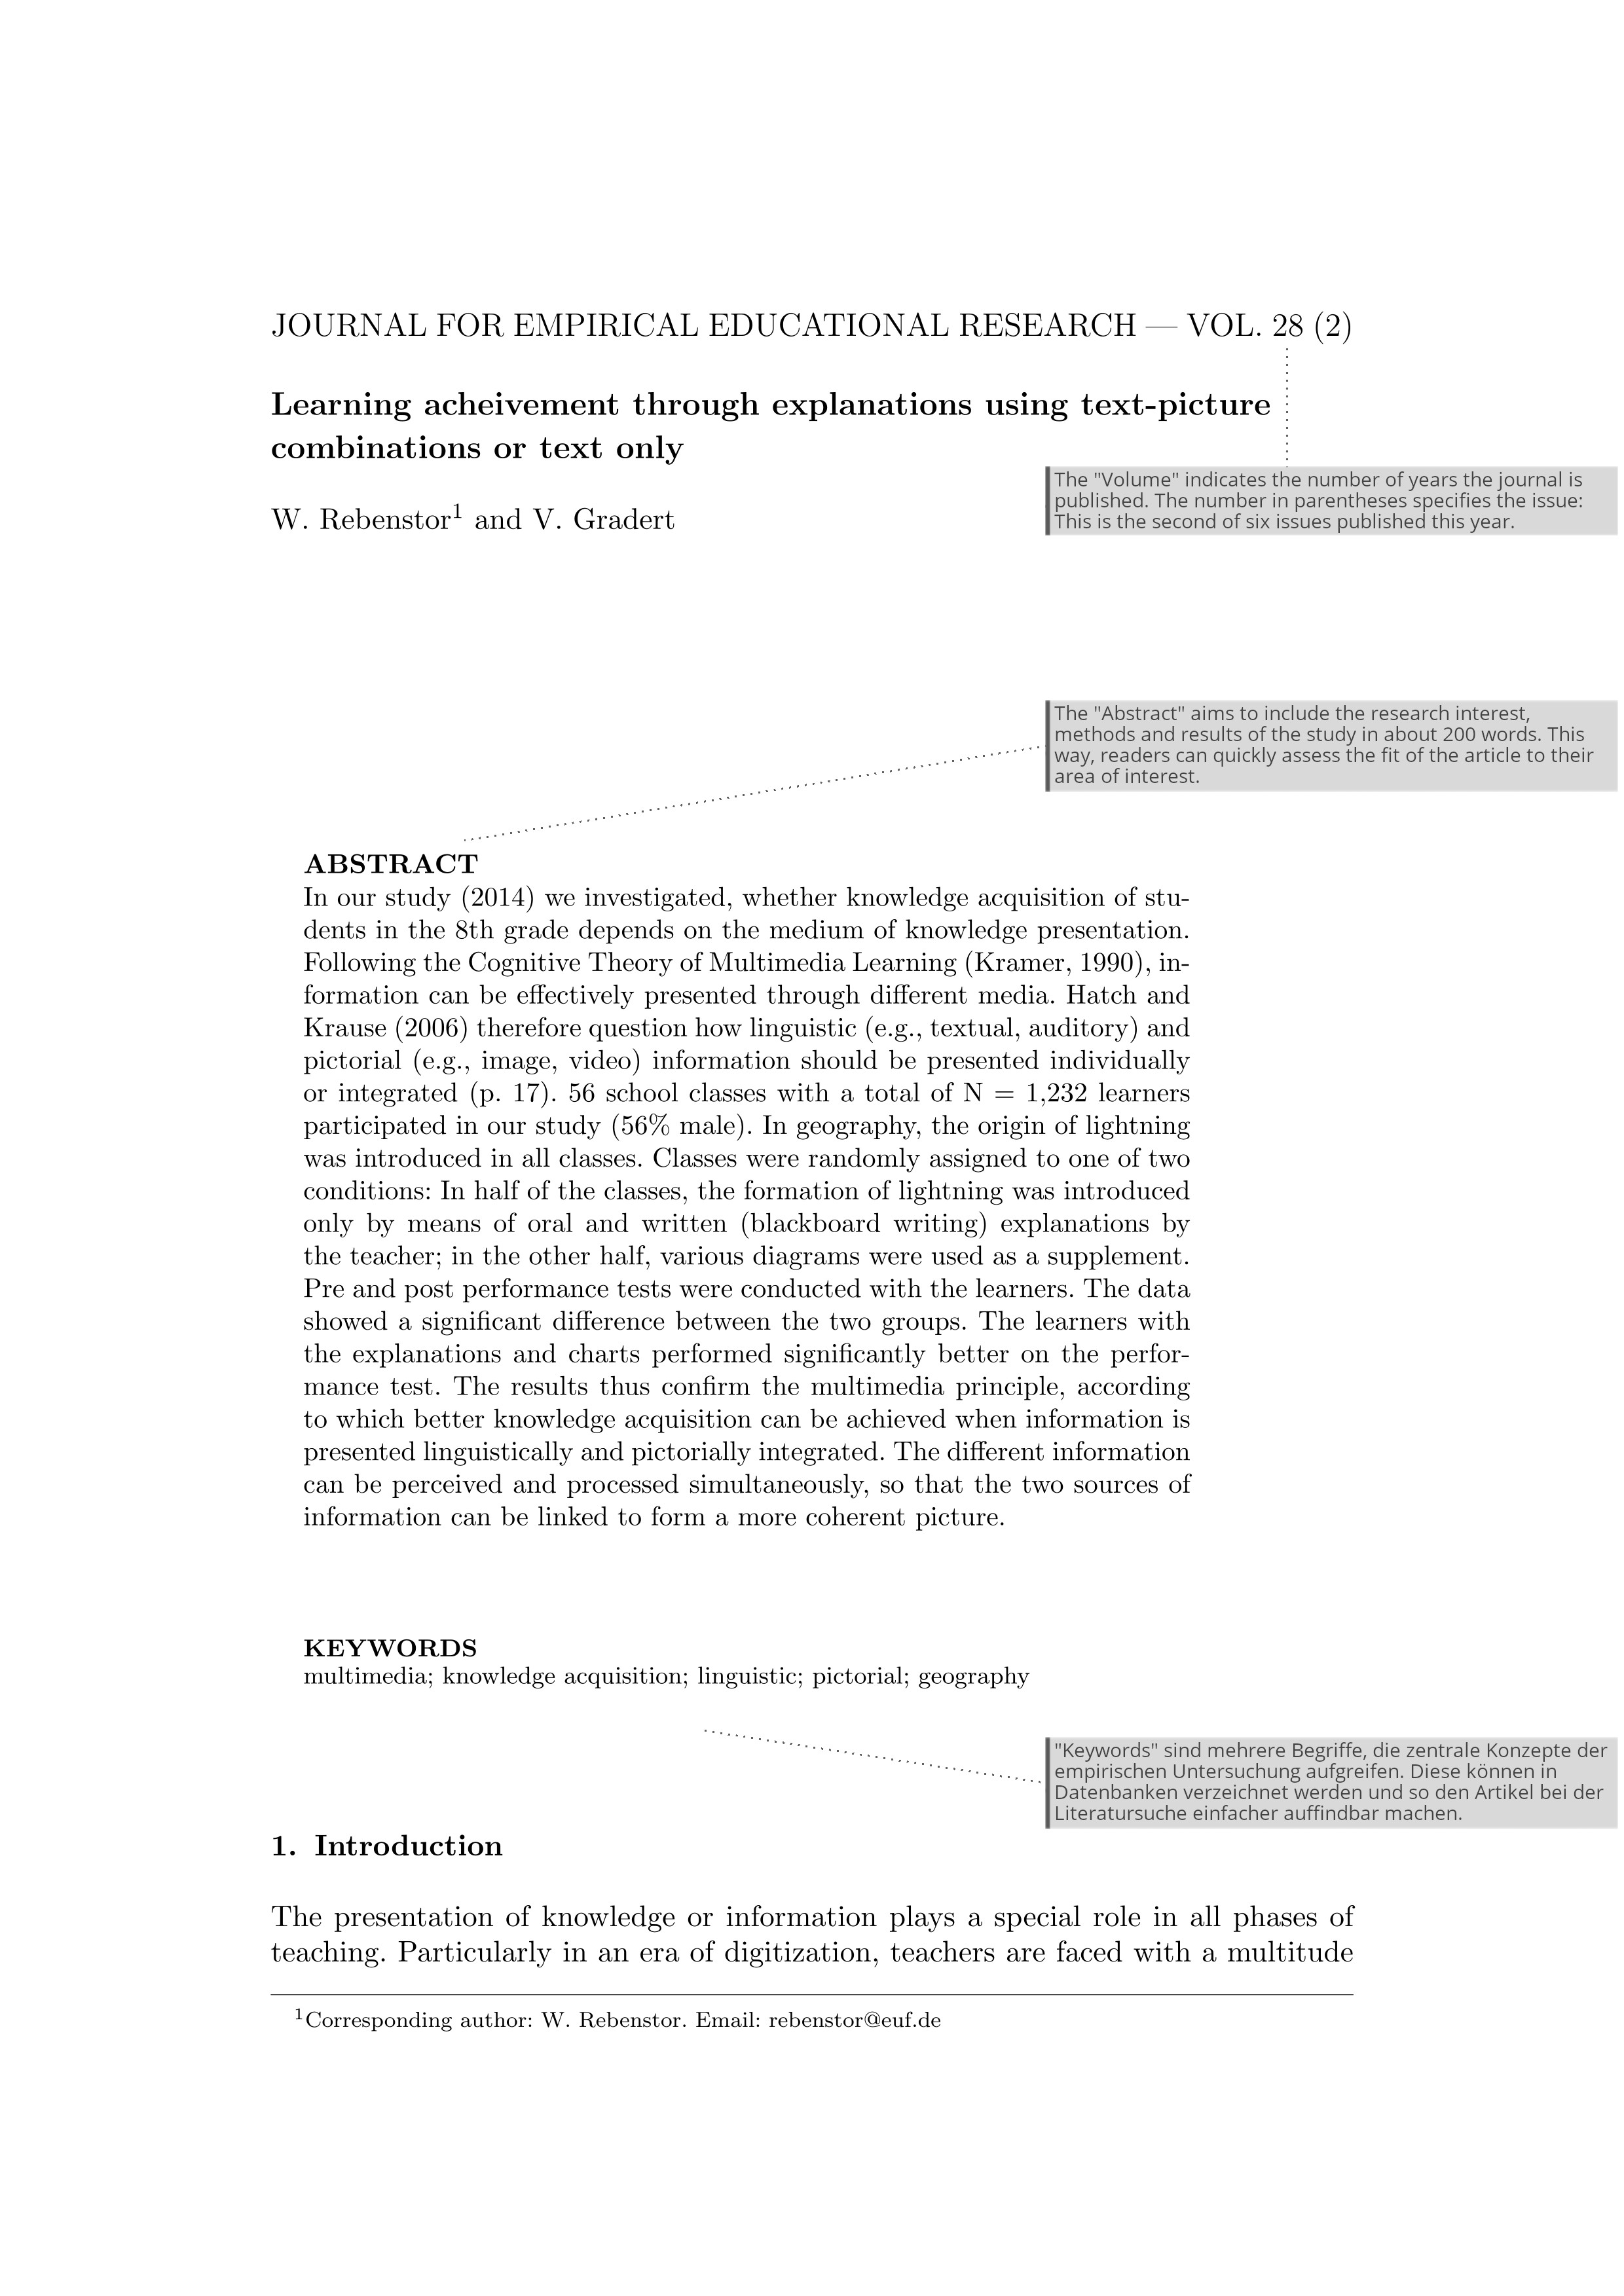 JOURNAL FOR EMPIRICAL EDUCATIONAL RESEARCH — VOL. 28 (2)
Learning acheivement through explanations using text-picture
combinations or text only
The "Volume" indicates the number of years the journal is
published. The number in parentheses specifies the issue:
This is the second of six issues published this year.
W. Rebenstor¹ and V. Gradert
The "Abstract" aims to include the research interest,
methods and results of the study in about 200 words. This
way, readers can quickly assess the fit of the article to their
area of interest.
ABSTRACT
In our study (2014) we investigated, whether knowledge acquisition of stu-
dents in the 8th grade depends on the medium of knowledge presentation.
Following the Cognitive Theory of Multimedia Learning (Kramer, 1990), in-
formation can be effectively presented through different media. Hatch and
Krause (2006) therefore question how linguistic (e.g., textual, auditory) and
pictorial (e.g., image, video) information should be presented individually
or integrated (p. 17). 56 school classes with a total of N = 1,232 learners
participated in our study (56% male). In geography, the origin of lightning
was introduced in all classes. Classes were randomly assigned to one of two
conditions: In half of the classes, the formation of lightning was introduced
only by means of oral and written (blackboard writing) explanations by
the teacher; in the other half, various diagrams were used as a supplement.
Pre and post performance tests were conducted with the learners. The data
showed a significant difference between the two groups. The learners with
the explanations and charts performed significantly better on the perfor-
mance test. The results thus confirm the multimedia principle, according
to which better knowledge acquisition can be achieved when information is
presented linguistically and pictorially integrated. The different information
can be perceived and processed simultaneously, so that the two sources of
information can be linked to form a more coherent picture.
KEYWORDS
multimedia; knowledge acquisition; linguistic; pictorial; geography
"Keywords" sind mehrere Begriffe, die zentrale Konzepte der
empirischen Untersuchung aufgreifen. Diese können in
Datenbanken verzeichnet werden und so den Artikel bei der
Literatursuche einfacher auffindbar machen.
1. Introduction
The presentation of knowledge or information plays a special role in all phases of
teaching. Particularly in an era of digitization, teachers are faced with a multitude
¹Corresponding author: W. Rebenstor. Email: rebenstor@euf.de